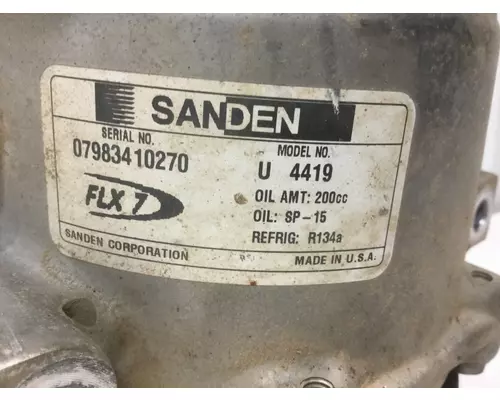 SANDEN
SERIAL NO.
07983410270
MODEL NO.
U 4419
FLX 7
OIL AMT: 200cc
OIL: SP-15
REFRIG: R134a
SANDEN CORPORATION
MADE IN U.S.A.